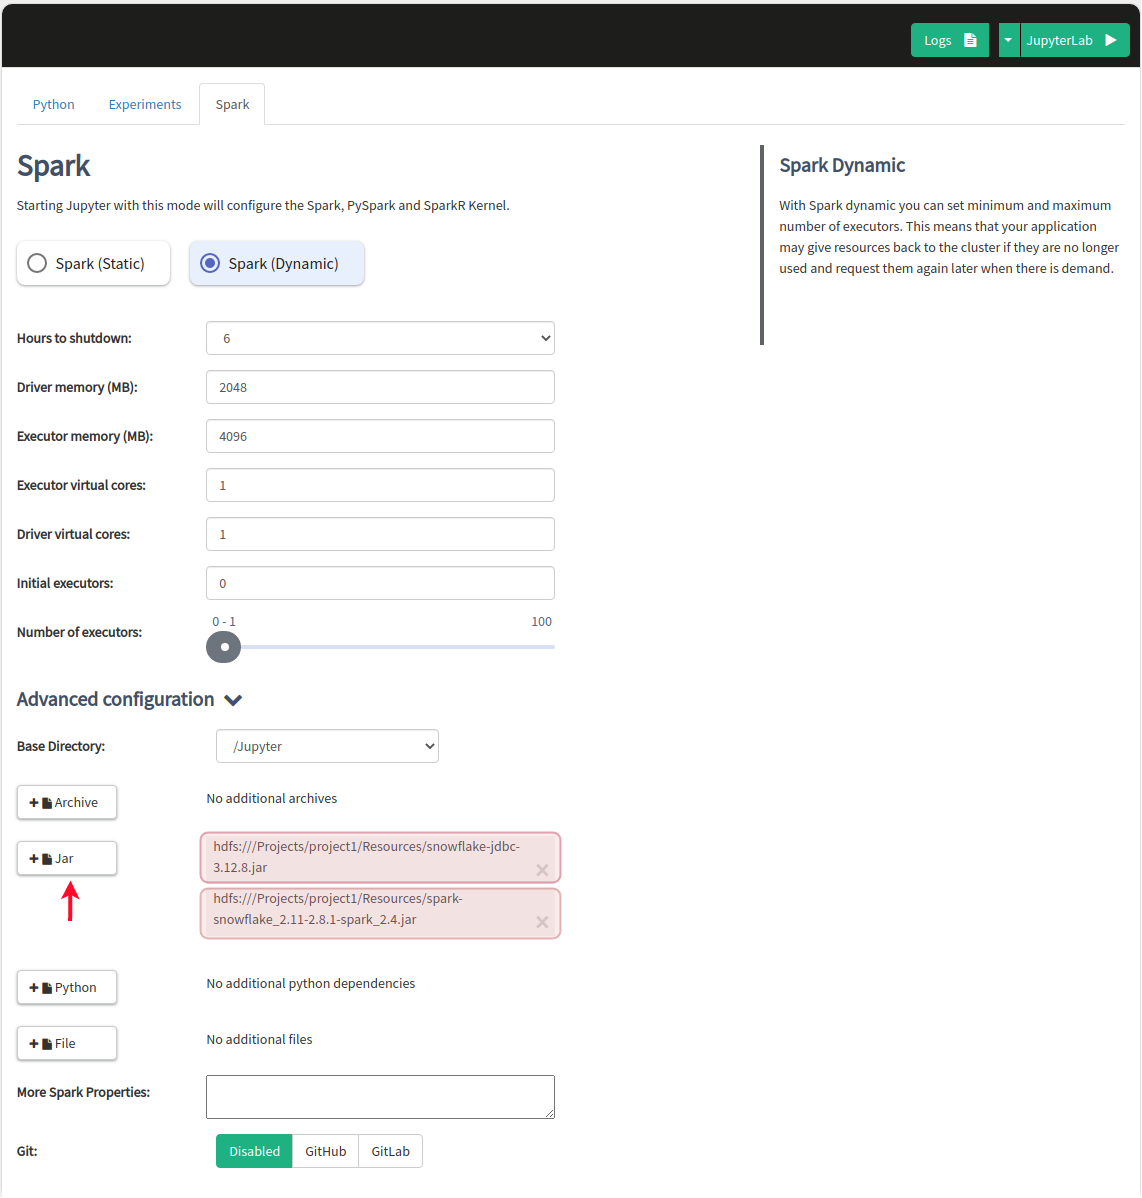 Logs
JupyterLab
Python
Experiments
Spark
Spark
Starting Jupyter with this mode will configure the Spark, PySpark and SparkR Kernel.
Spark (Static)
Spark (Dynamic)
Spark Dynamic
With Spark dynamic you can set minimum and maximum
number of executors. This means that your application
may give resources back to the cluster if they are no longer
used and request them again later when there is demand.
Hours to shutdown:
6
Driver memory (MB):
2048
Executor memory (MB):
4096
Executor virtual cores:
1
Driver virtual cores:
1
Initial executors:
0
Number of executors:
0 - 1
100
Advanced configuration
Base Directory:
/Jupyter
Archive
No additional archives
Jar
hdfs:///Projects/project1/Resources/snowflake-jdbc-
3.12.8.jar
hdfs:///Projects/project1/Resources/spark-
snowflake_2.11-2.8.1-spark_2.4.jar
Python
No additional python dependencies
File
No additional files
More Spark Properties:
Git:
Disabled
GitHub
GitLab